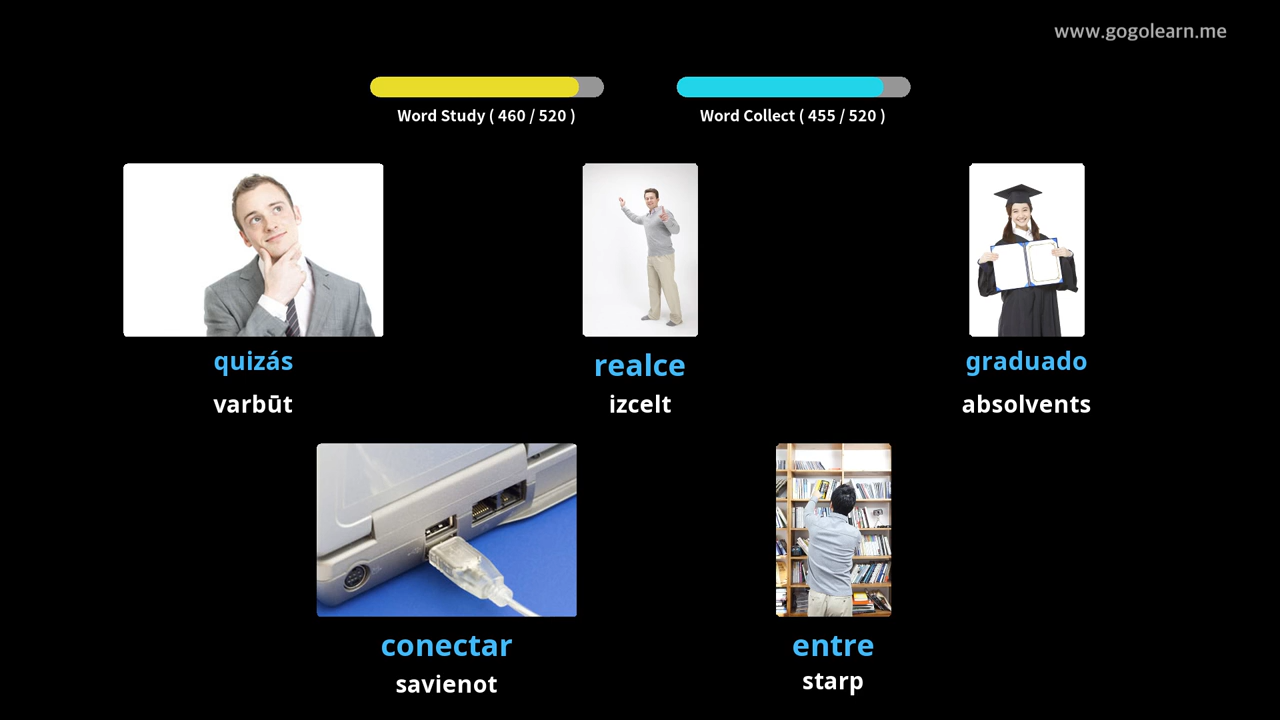 www.gogolearn.me
Word Study ( 460 / 520 )
Word Collect ( 455 / 520 )
quizás
realce
graduado
varbūt
izcelt
absolvents
conectar
entre
savienot
starp